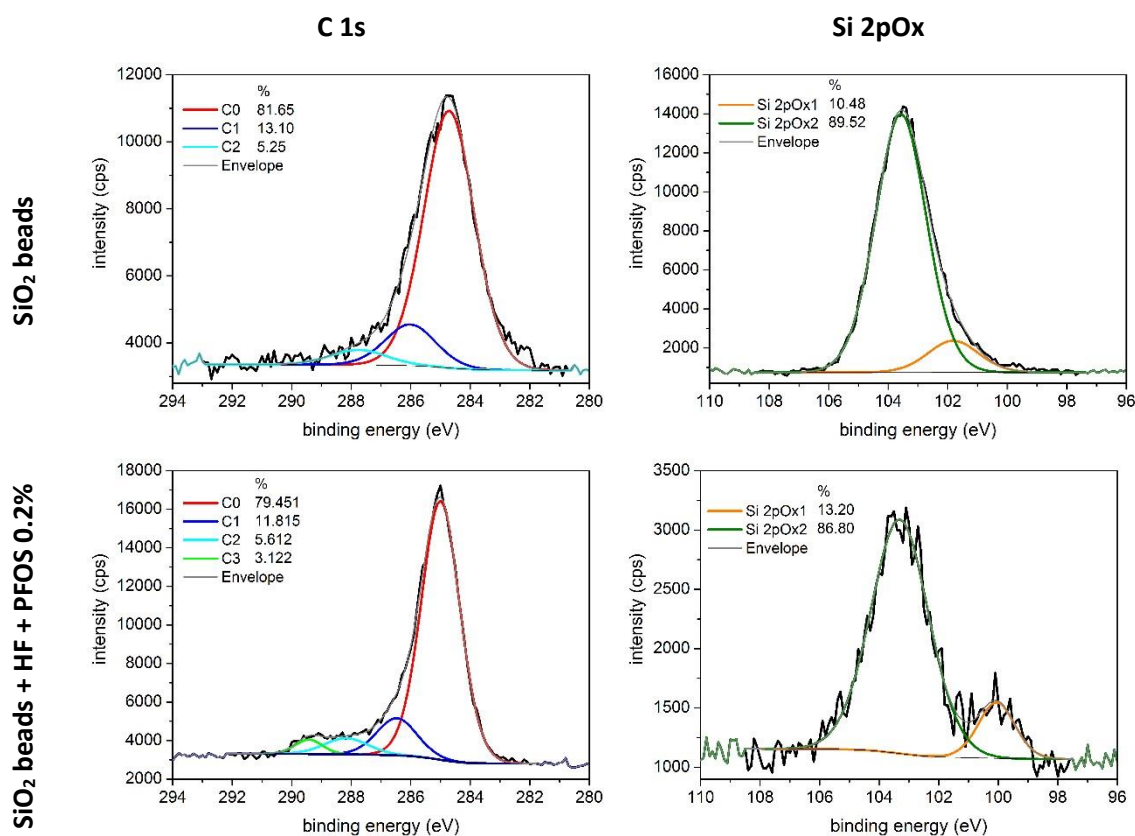 C 1s
Si 2pOx
SiO₂ beads
12000
10000
8000
6000
4000
intensity (cps)
%
C0 81.65
C1 13.10
C2 5.25
Envelope
294 292 290 288 286 284 282 280
binding energy (eV)
16000
14000
12000
10000
8000
6000
4000
2000
0
intensity (cps)
%
Si 2pOx1 10.48
Si 2pOx2 89.52
Envelope
110 108 106 104 102 100 98 96
binding energy (eV)
SiO₂ beads + HF + PFOS 0.2%
18000
16000
14000
12000
10000
8000
6000
4000
2000
intensity (cps)
%
C0 79.451
C1 11.815
C2 5.612
C3 3.122
Envelope
294 292 290 288 286 284 282 280
binding energy (eV)
3500
3000
2500
2000
1500
1000
intensity (cps)
%
Si 2pOx1 13.20
Si 2pOx2 86.80
Envelope
110 108 106 104 102 100 98 96
binding energy (eV)